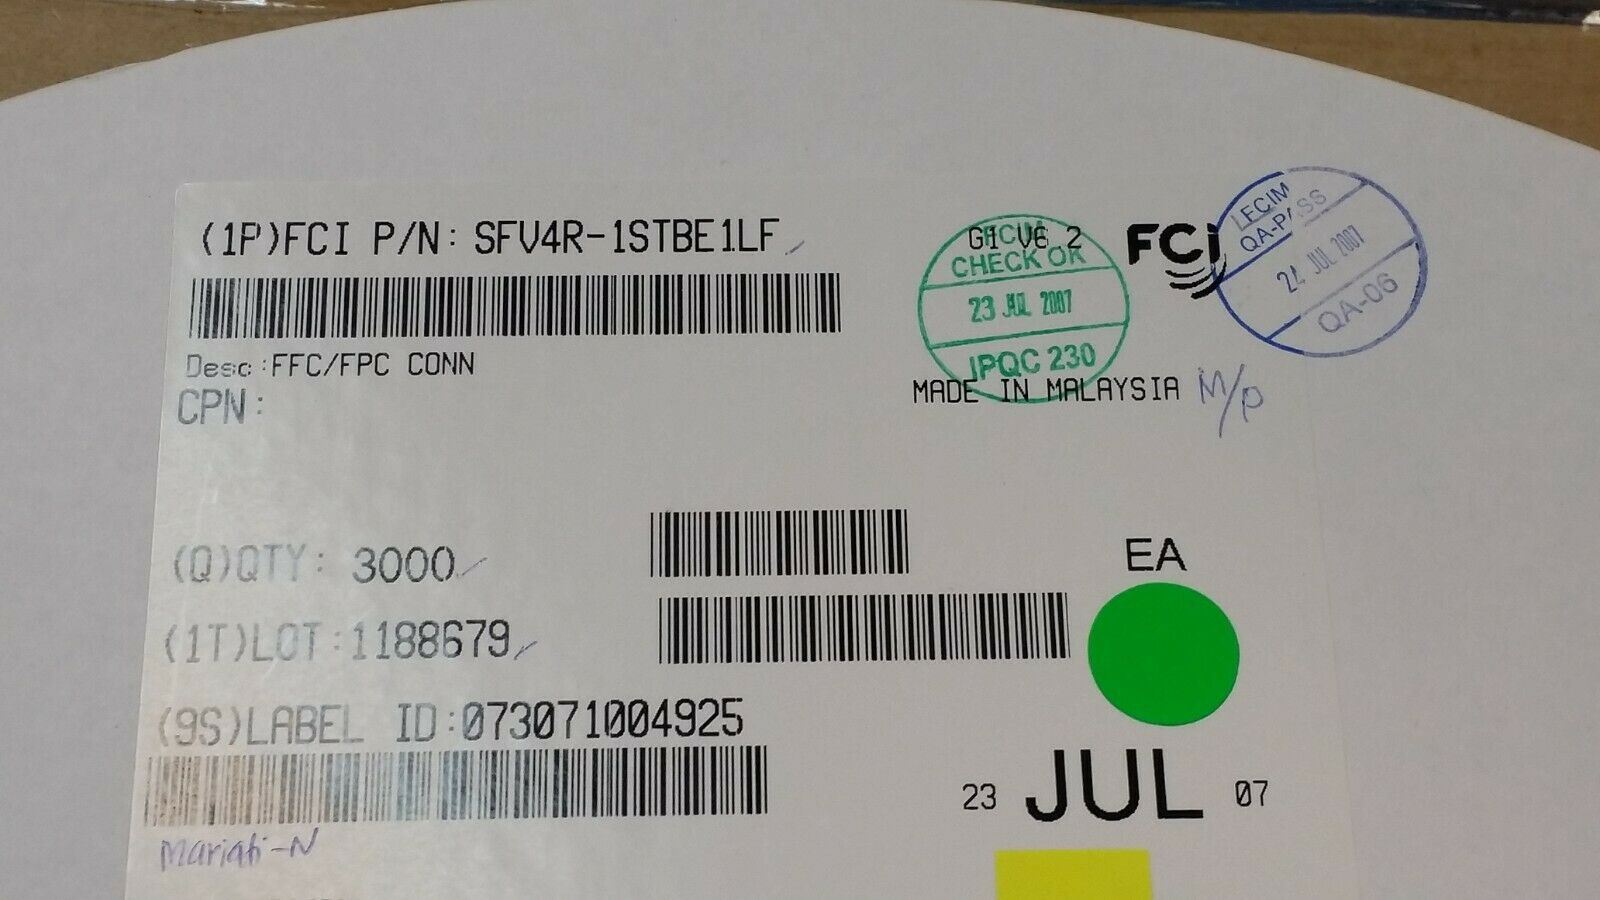 (1P)FCI P/N: SFV4R-1STBE1LF
Desc:FFC/FPC CONN
CPN:
G1 V6.2
CHECK OK
23 JUL 2007
IPQC 230
MADE IN MALAYSIA M/P
FCI
QA-PASS
24 JUL 2007
QA-06
(Q)QTY: 3000
EA
(1T)LOT:1188679
(9S)LABEL ID:073071004925
23 JUL 07
Mariati-N